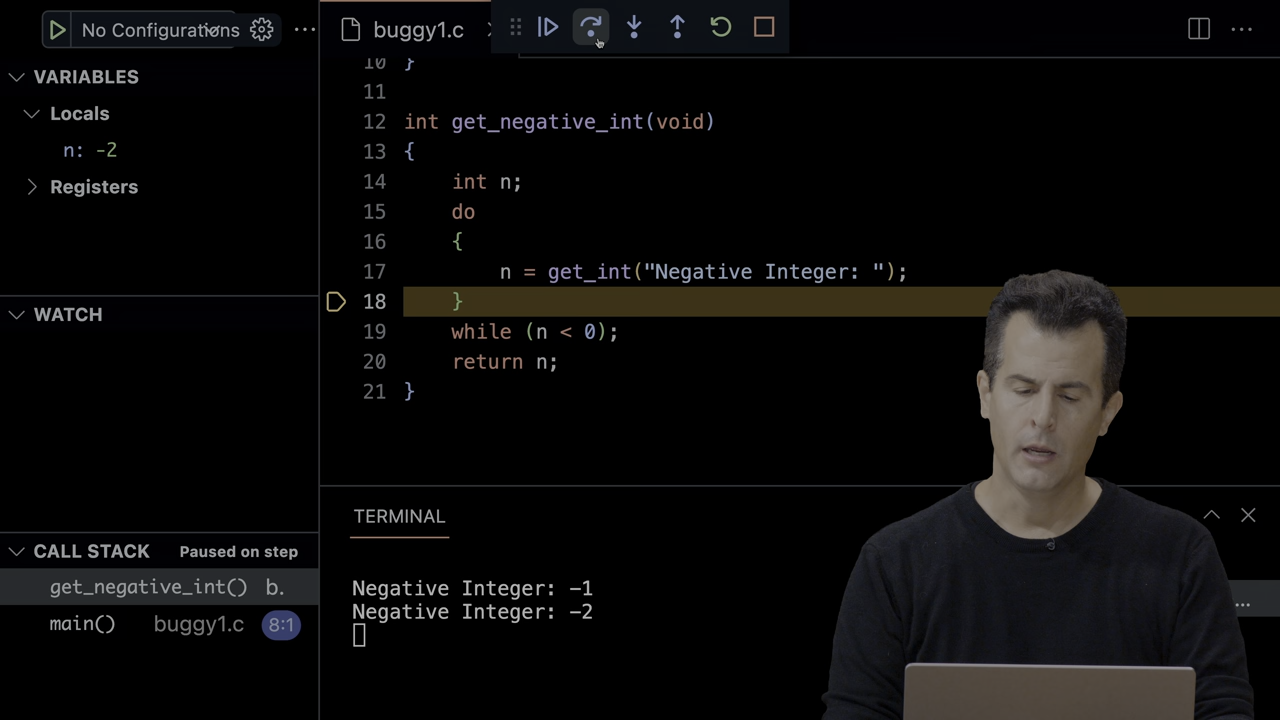 No Configurations
buggy1.c
VARIABLES
Locals
n: -2
Registers
WATCH
CALL STACK Paused on step
get_negative_int() b.
main() buggy1.c 8:1
10 }
11
12 int get_negative_int(void)
13 {
14 int n;
15 do
16 {
17 n = get_int("Negative Integer: ");
18 }
19 while (n < 0);
20 return n;
21 }
TERMINAL
Negative Integer: -1
Negative Integer: -2